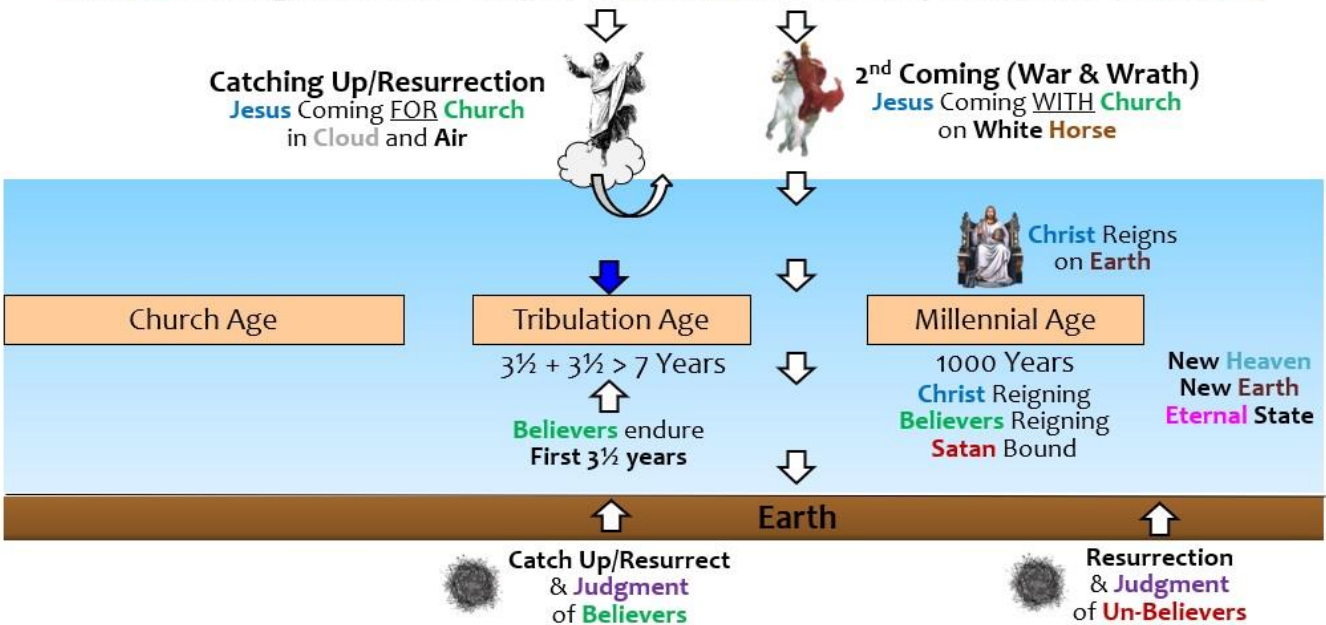 Catching Up/Resurrection
Jesus Coming FOR Church
in Cloud and Air
2nd Coming (War & Wrath)
Jesus Coming WITH Church
on White Horse
Christ Reigns
on Earth
Church Age
Tribulation Age
3½ + 3½ > 7 Years
Believers endure
First 3½ years
Millennial Age
1000 Years
Christ Reigning
Believers Reigning
Satan Bound
New Heaven
New Earth
Eternal State
Earth
Catch Up/Resurrect
& Judgment
of Believers
Resurrection
& Judgment
of Un-Believers